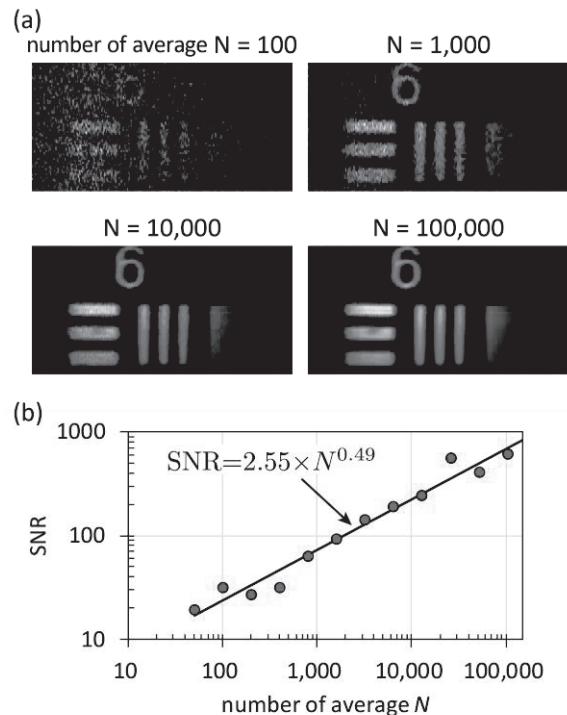 (a)
number of average N = 100
N = 1,000
6
6
N = 10,000
N = 100,000
6
6
(b)
SNR=2.55×N^0.49
SNR
1000
100
10
10
100
1,000
10,000
100,000
number of average N